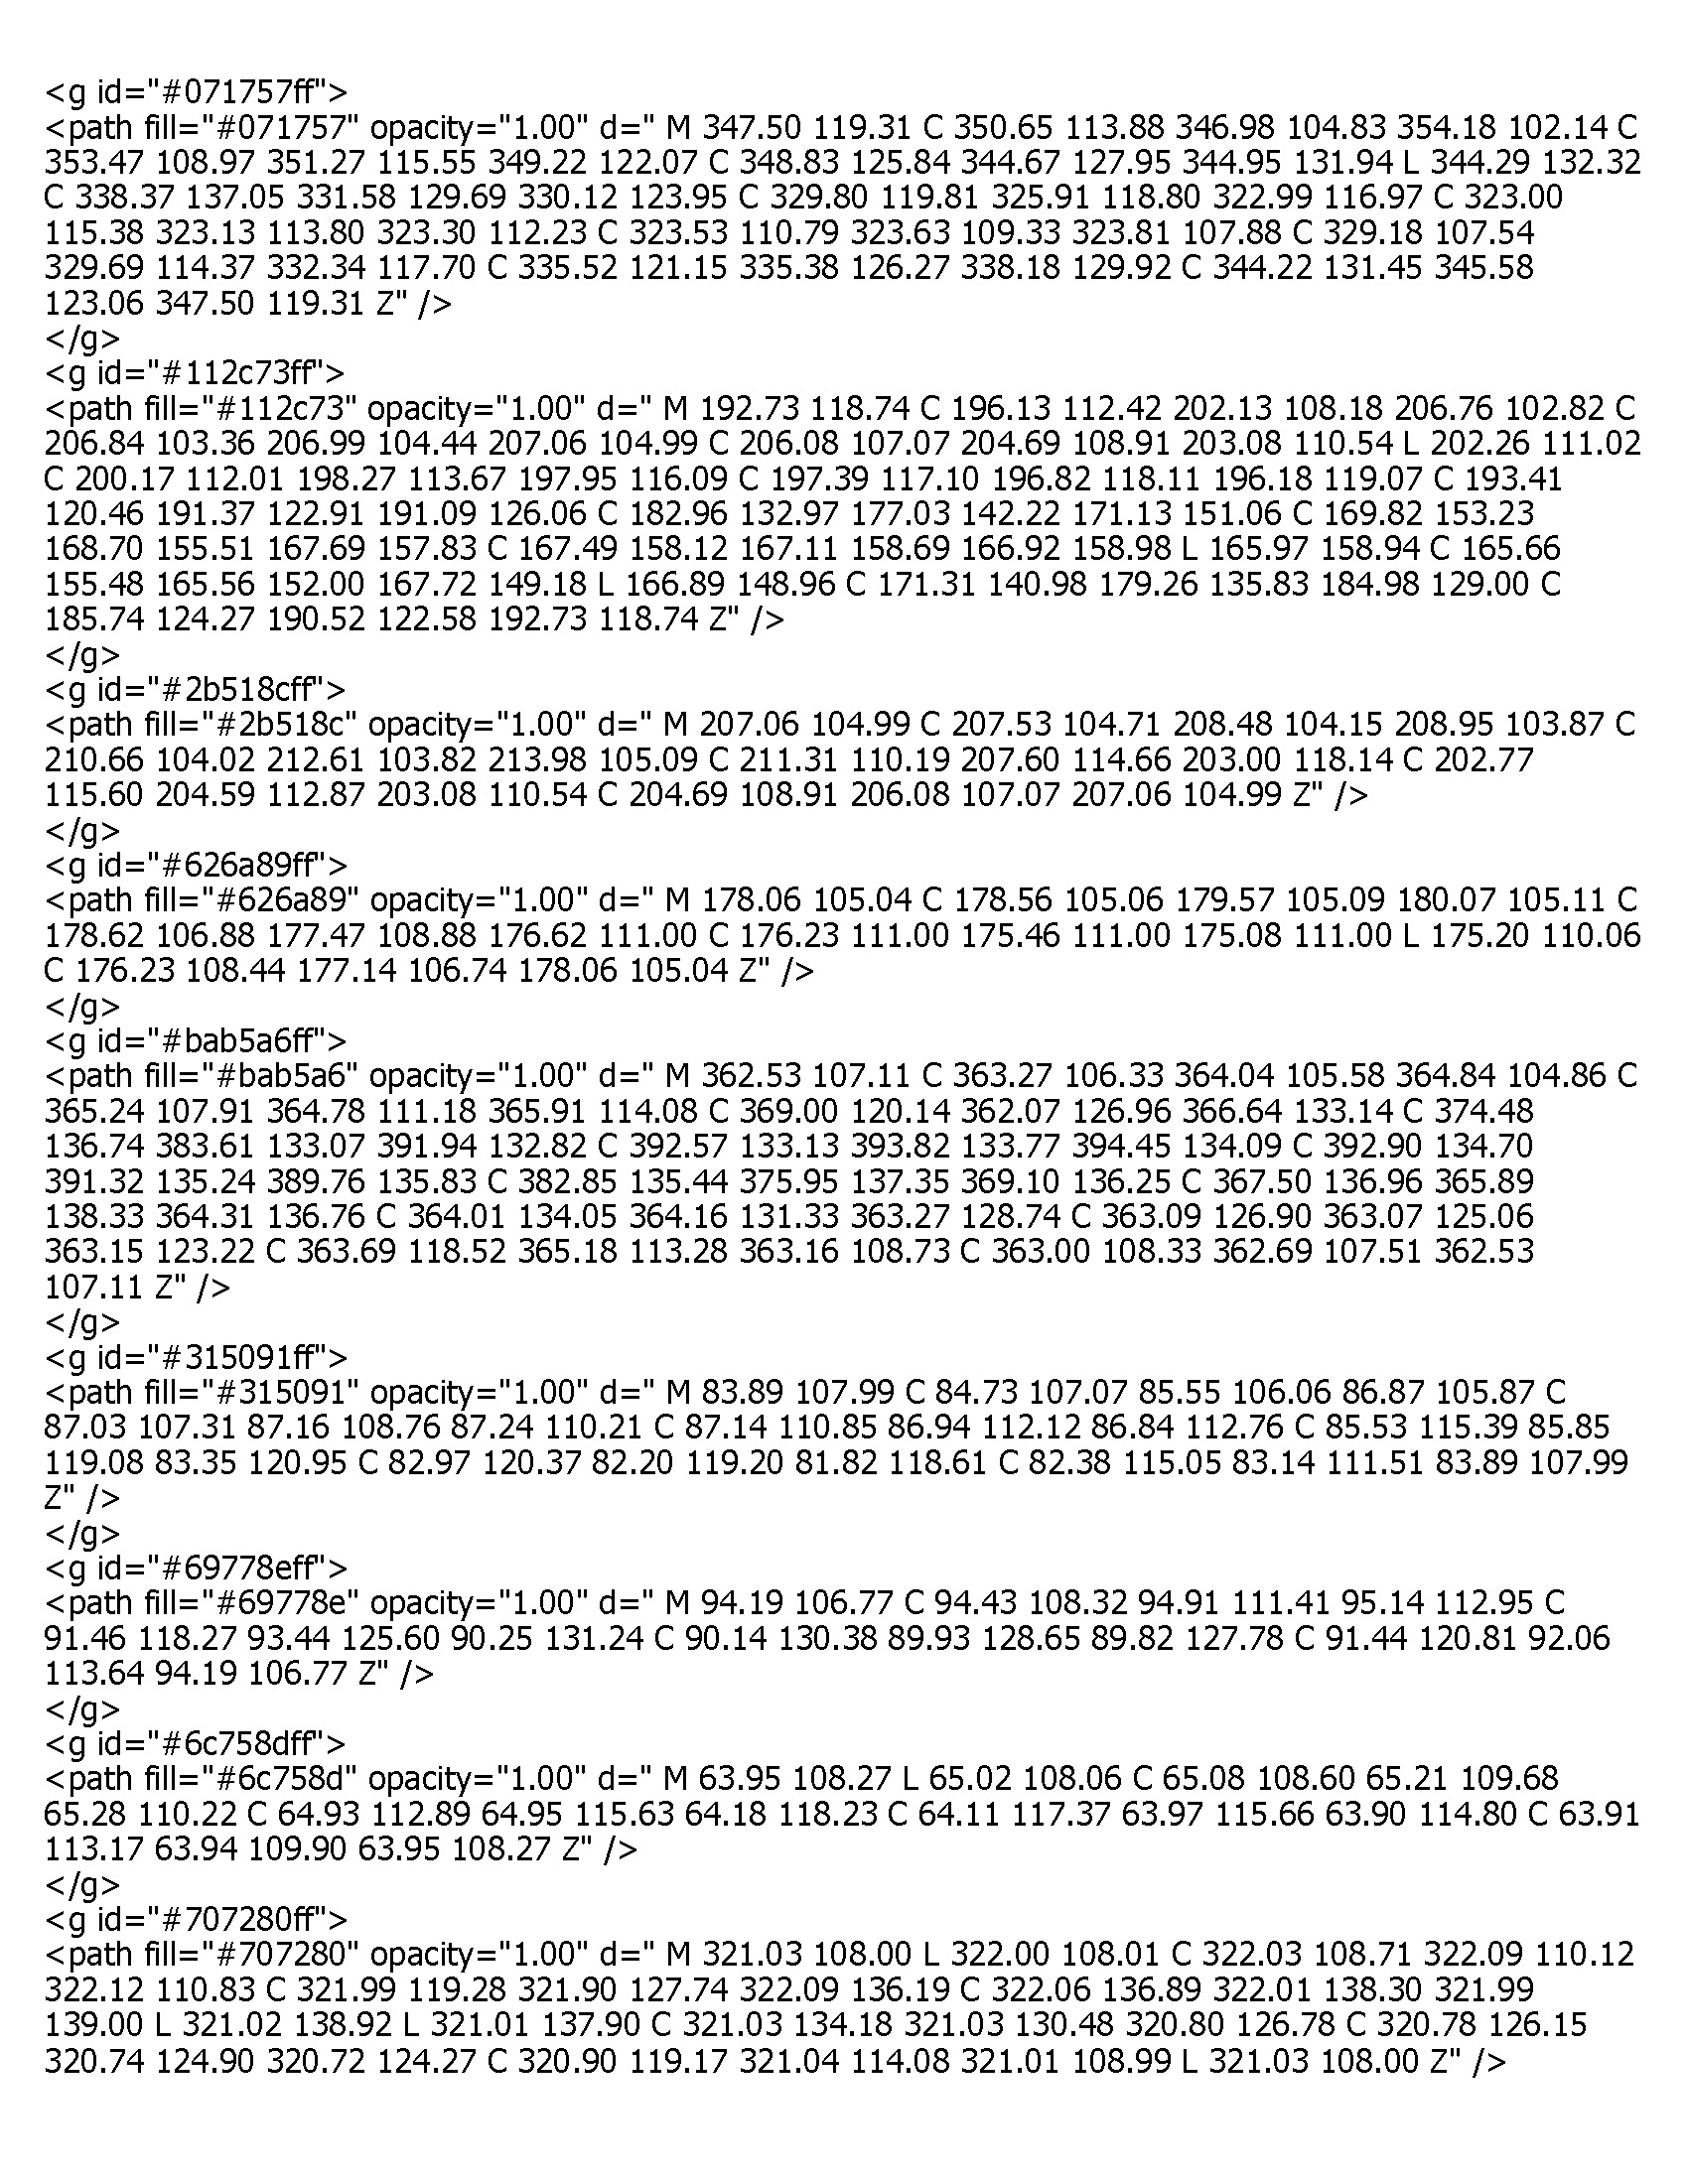 <g id="#071757ff">
<path fill="#071757" opacity="1.00" d=" M 347.50 119.31 C 350.65 113.88 346.98 104.83 354.18 102.14 C
353.47 108.97 351.27 115.55 349.22 122.07 C 348.83 125.84 344.67 127.95 344.95 131.94 L 344.29 132.32
C 338.37 137.05 331.58 129.69 330.12 123.95 C 329.80 119.81 325.91 118.80 322.99 116.97 C 323.00
115.38 323.13 113.80 323.30 112.23 C 323.53 110.79 323.63 109.33 323.81 107.88 C 329.18 107.54
329.69 114.37 332.34 117.70 C 335.52 121.15 335.38 126.27 338.18 129.92 C 344.22 131.45 345.58
123.06 347.50 119.31 Z" />
</g>
<g id="#112c73ff">
<path fill="#112c73" opacity="1.00" d=" M 192.73 118.74 C 196.13 112.42 202.13 108.18 206.76 102.82 C
206.84 103.36 206.99 104.44 207.06 104.99 C 206.08 107.07 204.69 108.91 203.08 110.54 L 202.26 111.02
C 200.17 112.01 198.27 113.67 197.95 116.09 C 197.39 117.10 196.82 118.11 196.18 119.07 C 193.41
120.46 191.37 122.91 191.09 126.06 C 182.96 132.97 177.03 142.22 171.13 151.06 C 169.82 153.23
168.70 155.51 167.69 157.83 C 167.49 158.12 167.11 158.69 166.92 158.98 L 165.97 158.94 C 165.66
155.48 165.56 152.00 167.72 149.18 L 166.89 148.96 C 171.31 140.98 179.26 135.83 184.98 129.00 C
185.74 124.27 190.52 122.58 192.73 118.74 Z" />
</g>
<g id="#2b518cff">
<path fill="#2b518c" opacity="1.00" d=" M 207.06 104.99 C 207.53 104.71 208.48 104.15 208.95 103.87 C
210.66 104.02 212.61 103.82 213.98 105.09 C 211.31 110.19 207.60 114.66 203.00 118.14 C 202.77
115.60 204.59 112.87 203.08 110.54 C 204.69 108.91 206.08 107.07 207.06 104.99 Z" />
</g>
<g id="#626a89ff">
<path fill="#626a89" opacity="1.00" d=" M 178.06 105.04 C 178.56 105.06 179.57 105.09 180.07 105.11 C
178.62 106.88 177.47 108.88 176.62 111.00 C 176.23 111.00 175.46 111.00 175.08 111.00 L 175.20 110.06
C 176.23 108.44 177.14 106.74 178.06 105.04 Z" />
</g>
<g id="#bab5a6ff">
<path fill="#bab5a6" opacity="1.00" d=" M 362.53 107.11 C 363.27 106.33 364.04 105.58 364.84 104.86 C
365.24 107.91 364.78 111.18 365.91 114.08 C 369.00 120.14 362.07 126.96 366.64 133.14 C 374.48
136.74 383.61 133.07 391.94 132.82 C 392.57 133.13 393.82 133.77 394.45 134.09 C 392.90 134.70
391.32 135.24 389.76 135.83 C 382.85 135.44 375.95 137.35 369.10 136.25 C 367.50 136.96 365.89
138.33 364.31 136.76 C 364.01 134.05 364.16 131.33 363.27 128.74 C 363.09 126.90 363.07 125.06
363.15 123.22 C 363.69 118.52 365.18 113.28 363.16 108.73 C 363.00 108.33 362.69 107.51 362.53
107.11 Z" />
</g>
<g id="#315091ff">
<path fill="#315091" opacity="1.00" d=" M 83.89 107.99 C 84.73 107.07 85.55 106.06 86.87 105.87 C
87.03 107.31 87.16 108.76 87.24 110.21 C 87.14 110.85 86.94 112.12 86.84 112.76 C 85.53 115.39 85.85
119.08 83.35 120.95 C 82.97 120.37 82.20 119.20 81.82 118.61 C 82.38 115.05 83.14 111.51 83.89 107.99
Z" />
</g>
<g id="#69778eff">
<path fill="#69778e" opacity="1.00" d=" M 94.19 106.77 C 94.43 108.32 94.91 111.41 95.14 112.95 C
91.46 118.27 93.44 125.60 90.25 131.24 C 90.14 130.38 89.93 128.65 89.82 127.78 C 91.44 120.81 92.06
113.64 94.19 106.77 Z" />
</g>
<g id="#6c758dff">
<path fill="#6c758d" opacity="1.00" d=" M 63.95 108.27 L 65.02 108.06 C 65.08 108.60 65.21 109.68
65.28 110.22 C 64.93 112.89 64.95 115.63 64.18 118.23 C 64.11 117.37 63.97 115.66 63.90 114.80 C 63.91
113.17 63.94 109.90 63.95 108.27 Z" />
</g>
<g id="#707280ff">
<path fill="#707280" opacity="1.00" d=" M 321.03 108.00 L 322.00 108.01 C 322.03 108.71 322.09 110.12
322.12 110.83 C 321.99 119.28 321.90 127.74 322.09 136.19 C 322.06 136.89 322.01 138.30 321.99
139.00 L 321.02 138.92 L 321.01 137.90 C 321.03 134.18 321.03 130.48 320.80 126.78 C 320.78 126.15
320.74 124.90 320.72 124.27 C 320.90 119.17 321.04 114.08 321.01 108.99 L 321.03 108.00 Z" />